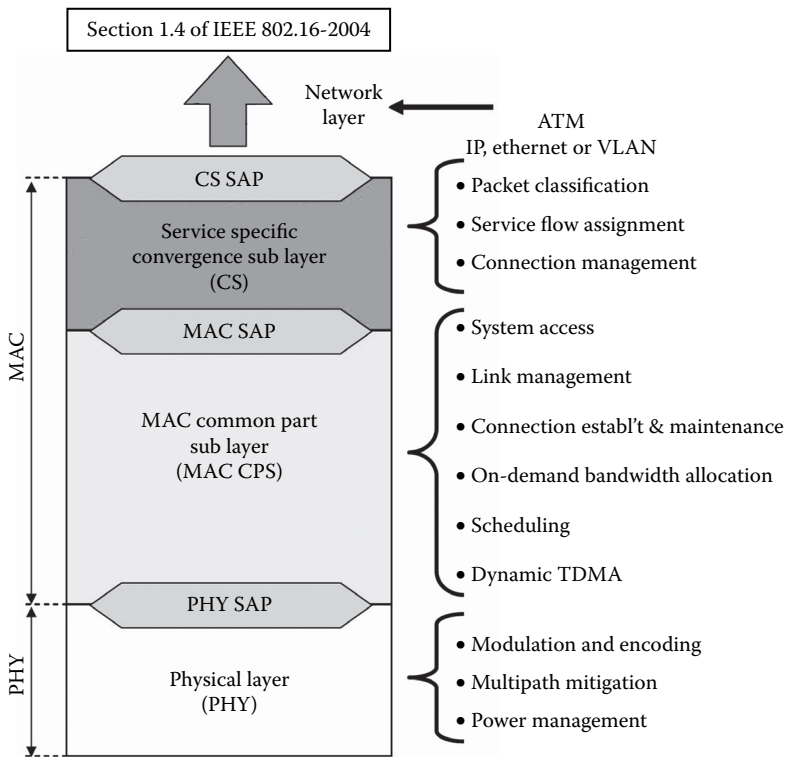 Section 1.4 of IEEE 802.16-2004
Network
layer
ATM
IP, ethernet or VLAN
CS SAP
• Packet classification
• Service flow assignment
• Connection management
Service specific
convergence sub layer
(CS)
MAC SAP
MAC
• System access
• Link management
• Connection establ't & maintenance
• On-demand bandwidth allocation
• Scheduling
• Dynamic TDMA
MAC common part
sub layer
(MAC CPS)
PHY SAP
PHY
Physical layer
(PHY)
• Modulation and encoding
• Multipath mitigation
• Power management